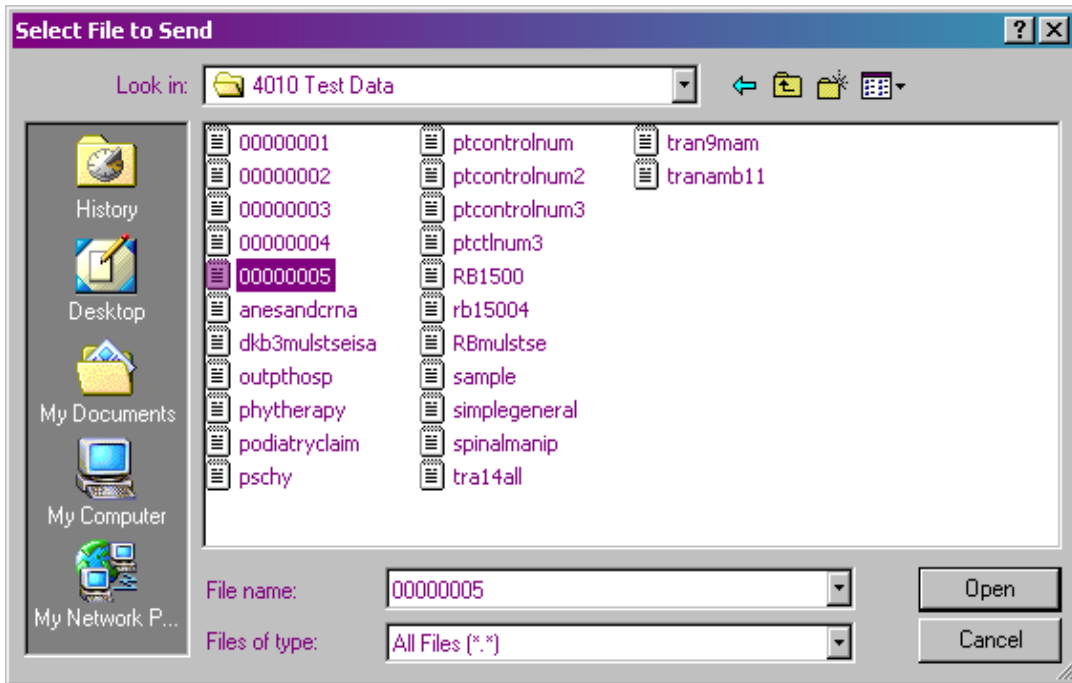 Select File to Send
Look in: 4010 Test Data
History
Desktop
My Documents
My Computer
My Network P...
00000001
00000002
00000003
00000004
00000005
anesandcrna
dkb3mulstseisa
outpthosp
phytherapy
podiatryclaim
pschy
ptcontrolnum
ptcontrolnum2
ptcontrolnum3
ptctlnum3
RB1500
rb15004
RBmulstse
sample
simplegeneral
spinalmanip
tra14all
tran9mam
tranamb11
File name: 00000005 Open
Files of type: All Files (*.*) Cancel